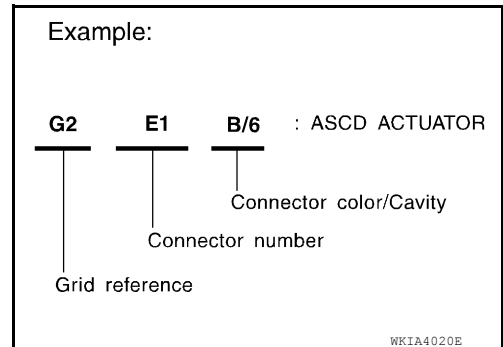 Example:
G2 E1 B/6 : ASCD ACTUATOR
Connector color/Cavity
Connector number
Grid reference
WKIA4020E